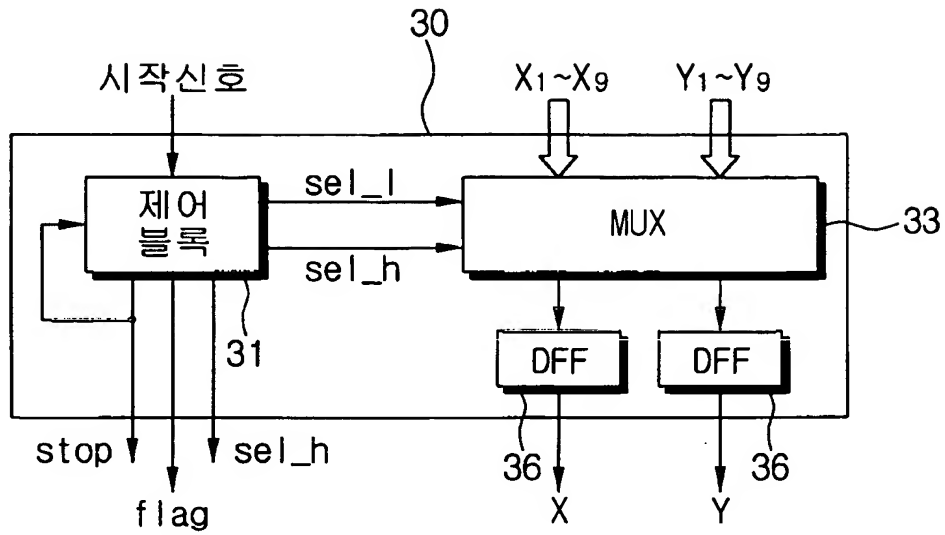 30
시작신호
X1~X9
Y1~Y9
제어
블록
sel_l
sel_h
MUX
33
31
DFF
DFF
36
36
stop
flag
sel_h
X
Y